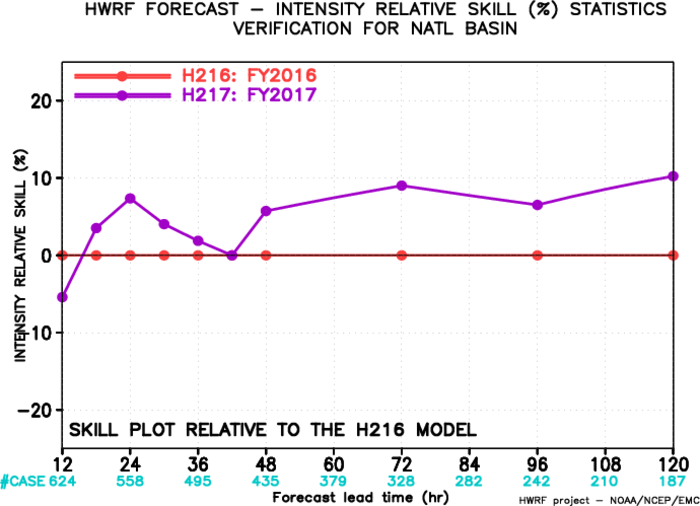 HWRF FORECAST – INTENSITY RELATIVE SKILL (%) STATISTICS
VERIFICATION FOR NATL BASIN
H216: FY2016
H217: FY2017
INTENSITY RELATIVE SKILL (%)
20
10
0
–10
–20
SKILL PLOT RELATIVE TO THE H216 MODEL
12 24 36 48 60 72 84 96 108 120
#CASE 624 558 495 435 379 328 282 242 210 187
Forecast lead time (hr)
HWRF project – NOAA/NCEP/EMC